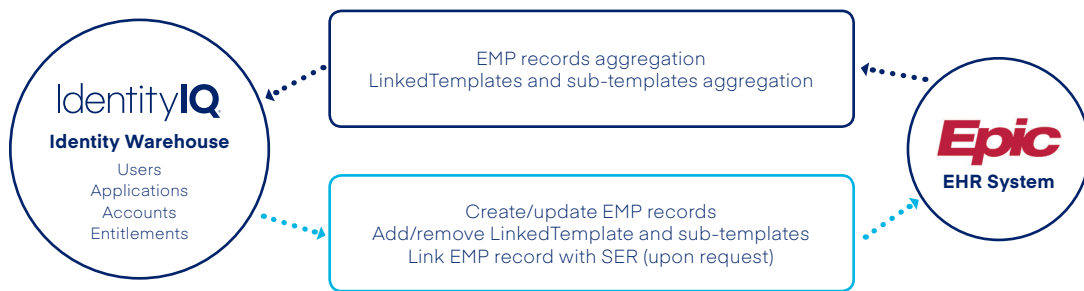 IdentityIQ
Identity Warehouse
Users
Applications
Accounts
Entitlements
EMP records aggregation
LinkedTemplates and sub-templates aggregation
Create/update EMP records
Add/remove LinkedTemplate and sub-templates
Link EMP record with SER (upon request)
Epic
EHR System